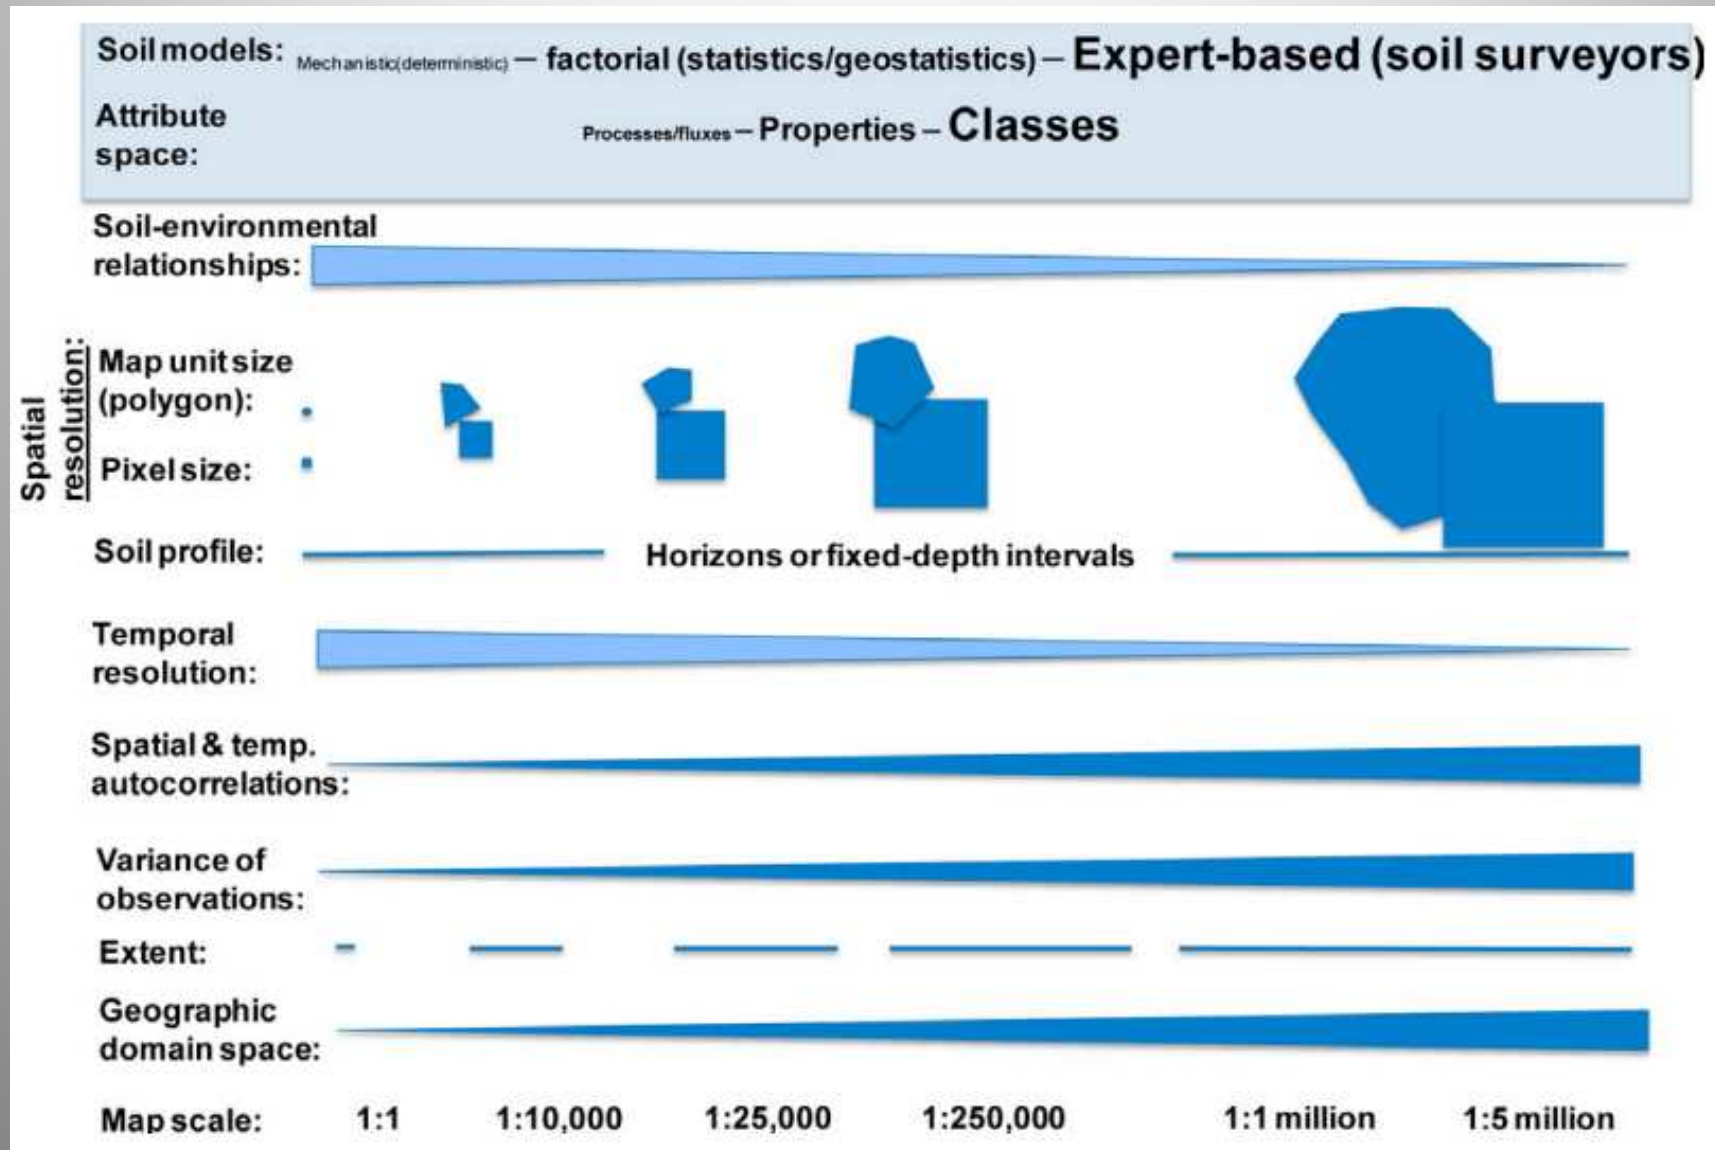 Soil models: Mechanistic(deterministic) – factorial (statistics/geostatistics) – Expert-based (soil surveyors)
Attribute
space:
Processes/fluxes – Properties – Classes
Soil-environmental
relationships:
Spatial
resolution:
Map unit size
(polygon):
Pixel size:
Soil profile:
Horizons or fixed-depth intervals
Temporal
resolution:
Spatial & temp.
autocorrelations:
Variance of
observations:
Extent:
Geographic
domain space:
Map scale: 1:1 1:10,000 1:25,000 1:250,000 1:1 million 1:5 million